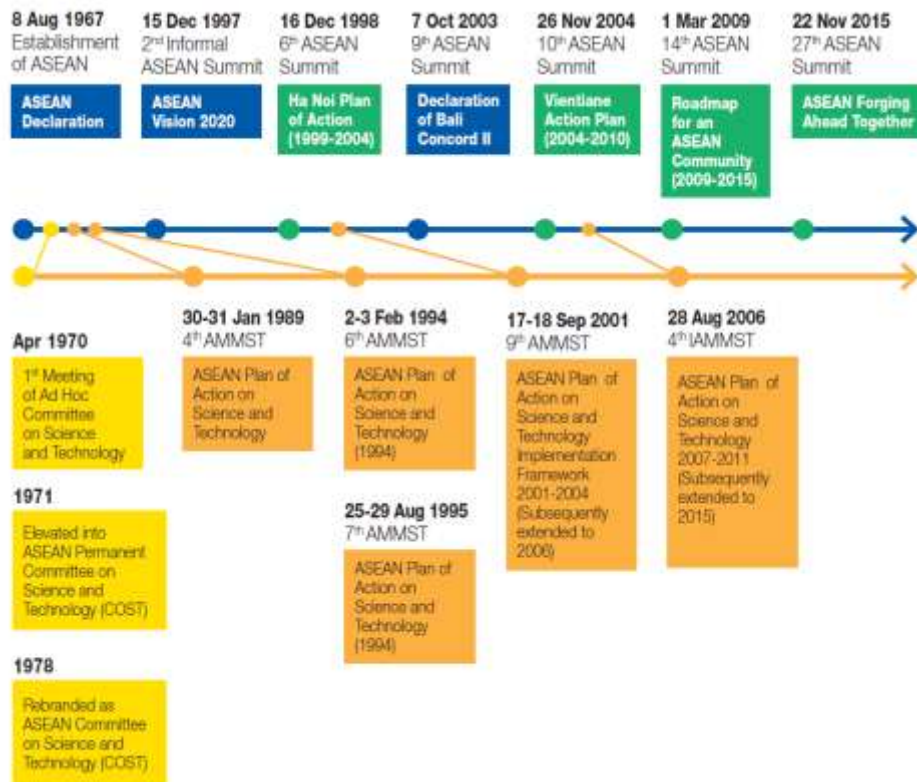 8 Aug 1967
Establishment
of ASEAN
ASEAN
Declaration
15 Dec 1997
2nd Informal
ASEAN Summit
ASEAN
Vision 2020
16 Dec 1998
6th ASEAN
Summit
Ha Noi Plan
of Action
(1999-2004)
7 Oct 2003
9th ASEAN
Summit
Declaration
of Bali
Concord II
26 Nov 2004
10th ASEAN
Summit
Vientiane
Action Plan
(2004-2010)
1 Mar 2009
14th ASEAN
Summit
Roadmap
for an
ASEAN
Community
(2009-2015)
22 Nov 2015
27th ASEAN
Summit
ASEAN Forging
Ahead Together
Apr 1970
1st Meeting
of Ad Hoc
Committee
on Science
and Technology
1971
Elevated into
ASEAN Permanent
Committee on
Science and
Technology (COST)
1978
Rebranded as
ASEAN Committee
on Science and
Technology (COST)
30-31 Jan 1989
4th AMMST
ASEAN Plan of
Action on
Science and
Technology
2-3 Feb 1994
6th AMMST
ASEAN Plan of
Action on
Science and
Technology
(1994)
25-29 Aug 1995
7th AMMST
ASEAN Plan of
Action on
Science and
Technology
(1994)
17-18 Sep 2001
9th AMMST
ASEAN Plan of
Action on
Science and
Technology
Implementation
Framework
2001-2004
(Subsequently
extended to
2006)
28 Aug 2006
4th IAMMST
ASEAN Plan of
Action on
Science and
Technology
2007-2011
(Subsequently
extended to
2015)